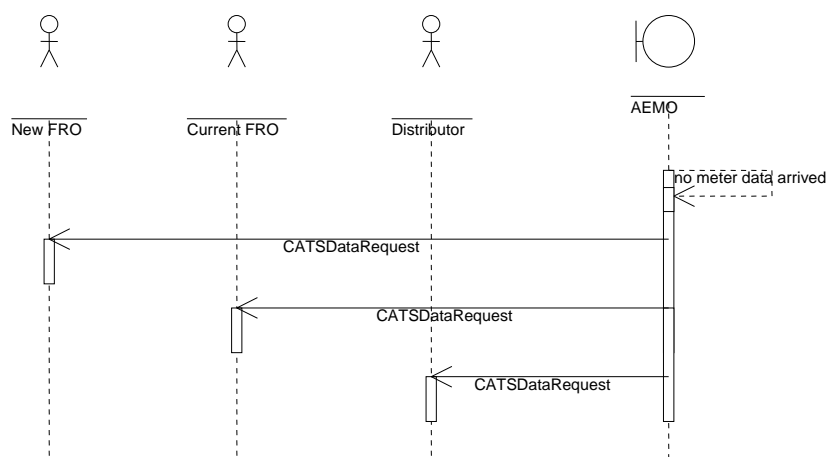 New FRO
Current FRO
Distributor
AEMO
no meter data arrived
CATSDataRequest
CATSDataRequest
CATSDataRequest